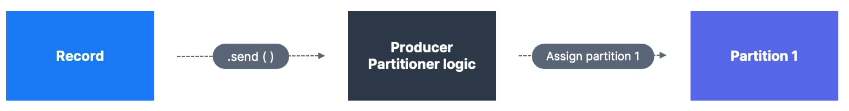 Record
.send ( )
Producer
Partitioner logic
Assign partition 1
Partition 1